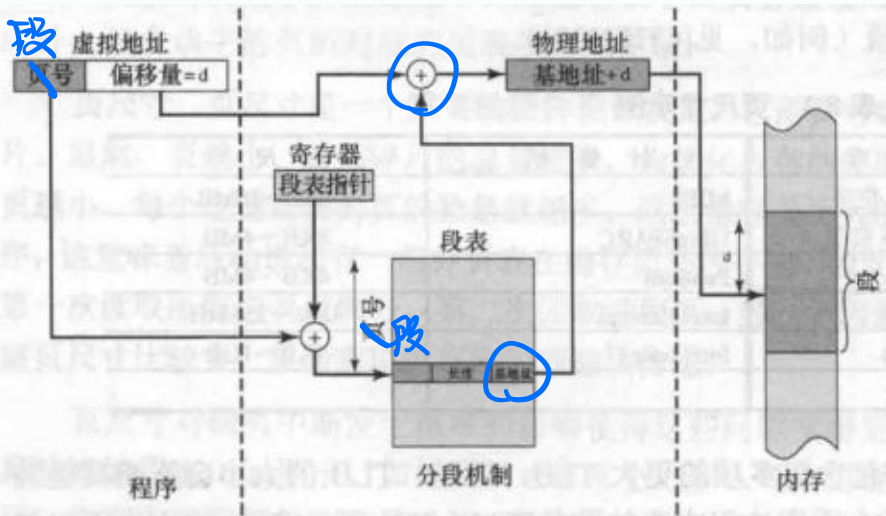 段
虚拟地址
页号 偏移量=d
物理地址
基地址+d
寄存器
段表指针
段表
页号
段
长度 基地址
d
段
程序
分段机制
内存